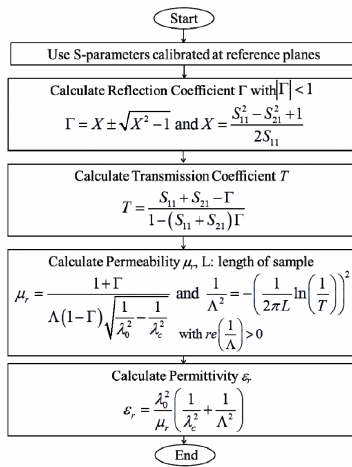 Start
Use S-parameters calibrated at reference planes
Calculate Reflection Coefficient Γ with|Γ| < 1
Γ = X ± √(X² −1) and X = (S₁₁² − S₂₁² + 1) / (2S₁₁)
Calculate Transmission Coefficient T
T = (S₁₁ + S₂₁ − Γ) / (1 − (S₁₁ + S₂₁)Γ)
Calculate Permeability μᵣ, L: length of sample
μᵣ = (1 + Γ) / (Λ(1 − Γ)√(1/λ₀² − 1/λc²)) and 1/Λ² = −((1/(2πL)) ln(1/T))²
with re(1/Λ) > 0
Calculate Permittivity εᵣ
εᵣ = (λ₀²/μᵣ)(1/λc² + 1/Λ²)
End